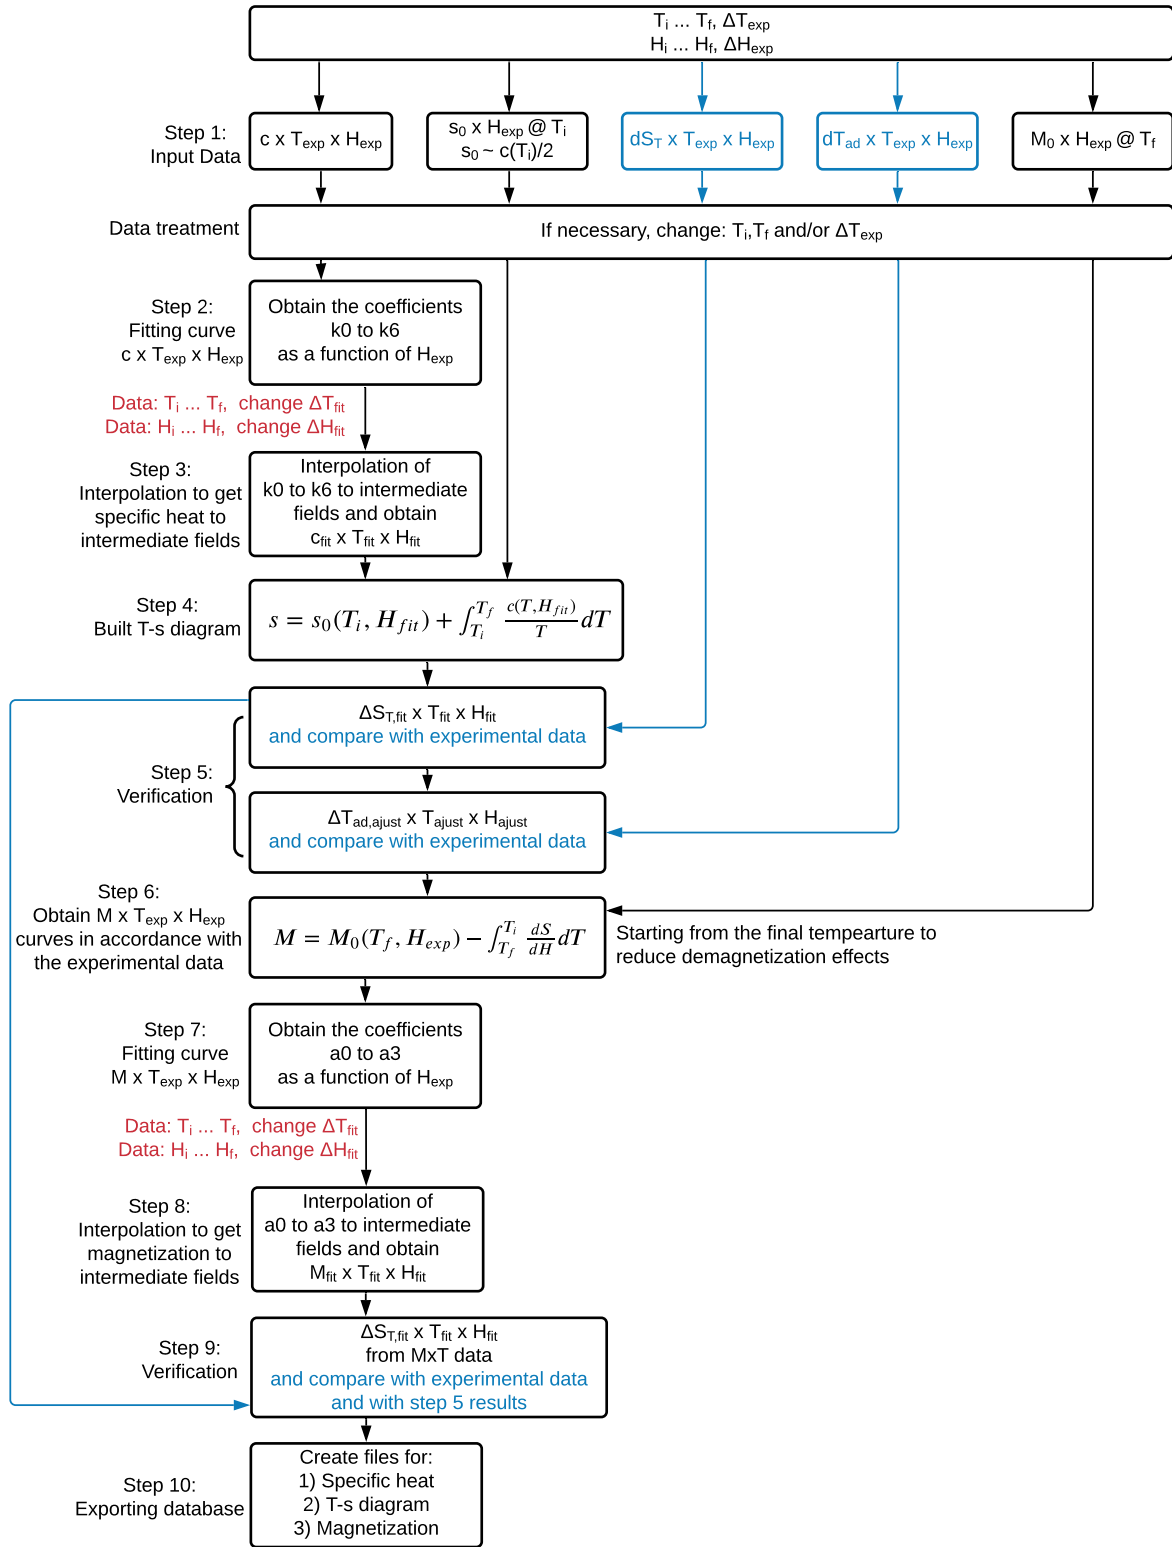 Tᵢ ... T_f, ΔT_exp
Hᵢ ... H_f, ΔH_exp
Step 1:
Input Data
c x T_exp x H_exp
s₀ x H_exp @ Tᵢ
s₀ ~ c(Tᵢ)/2
dS_T x T_exp x H_exp
dT_ad x T_exp x H_exp
M₀ x H_exp @ T_f
Data treatment
If necessary, change: Tᵢ,T_f and/or ΔT_exp
Step 2:
Fitting curve
c x T_exp x H_exp
Obtain the coefficients
k0 to k6
as a function of H_exp
Data: Tᵢ ... T_f, change ΔT_fit
Data: Hᵢ ... H_f, change ΔH_fit
Step 3:
Interpolation to get
specific heat to
intermediate fields
Interpolation of
k0 to k6 to intermediate
fields and obtain
c_fit x T_fit x H_fit
Step 4:
Built T-s diagram
s = s₀(Tᵢ, H_fit) + ∫_{T_i}^{T_f} c(T,H_fit)/T dT
ΔS_T,fit x T_fit x H_fit
and compare with experimental data
Step 5:
Verification
ΔT_ad,ajust x T_ajust x H_ajust
and compare with experimental data
Step 6:
Obtain M x T_exp x H_exp
curves in accordance with
the experimental data
M = M₀(T_f, H_exp) − ∫_{T_f}^{T_i} dS/dH dT
Starting from the final tempearture to
reduce demagnetization effects
Step 7:
Fitting curve
M x T_exp x H_exp
Obtain the coefficients
a0 to a3
as a function of H_exp
Data: Tᵢ ... T_f, change ΔT_fit
Data: Hᵢ ... H_f, change ΔH_fit
Step 8:
Interpolation to get
magnetization to
intermediate fields
Interpolation of
a0 to a3 to intermediate
fields and obtain
M_fit x T_fit x H_fit
Step 9:
Verification
ΔS_T,fit x T_fit x H_fit
from MxT data
and compare with experimental data
and with step 5 results
Step 10:
Exporting database
Create files for:
1) Specific heat
2) T-s diagram
3) Magnetization